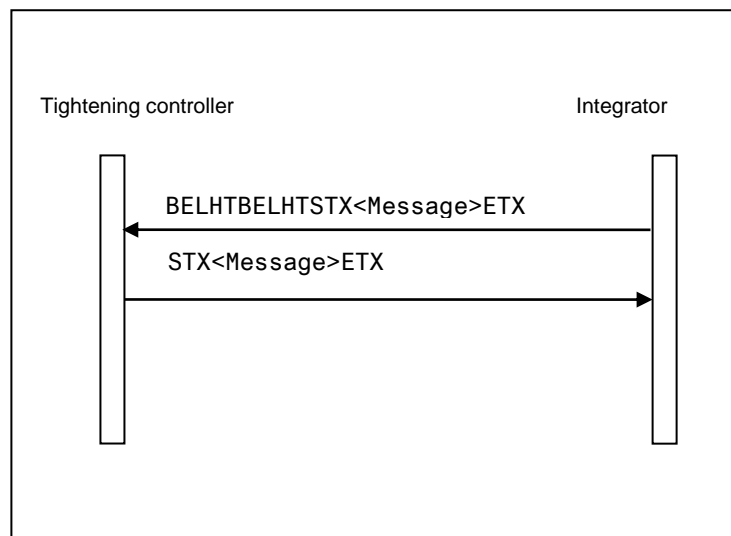 Tightening controller
Integrator
BELHTBELHTSTX<Message>ETX
STX<Message>ETX